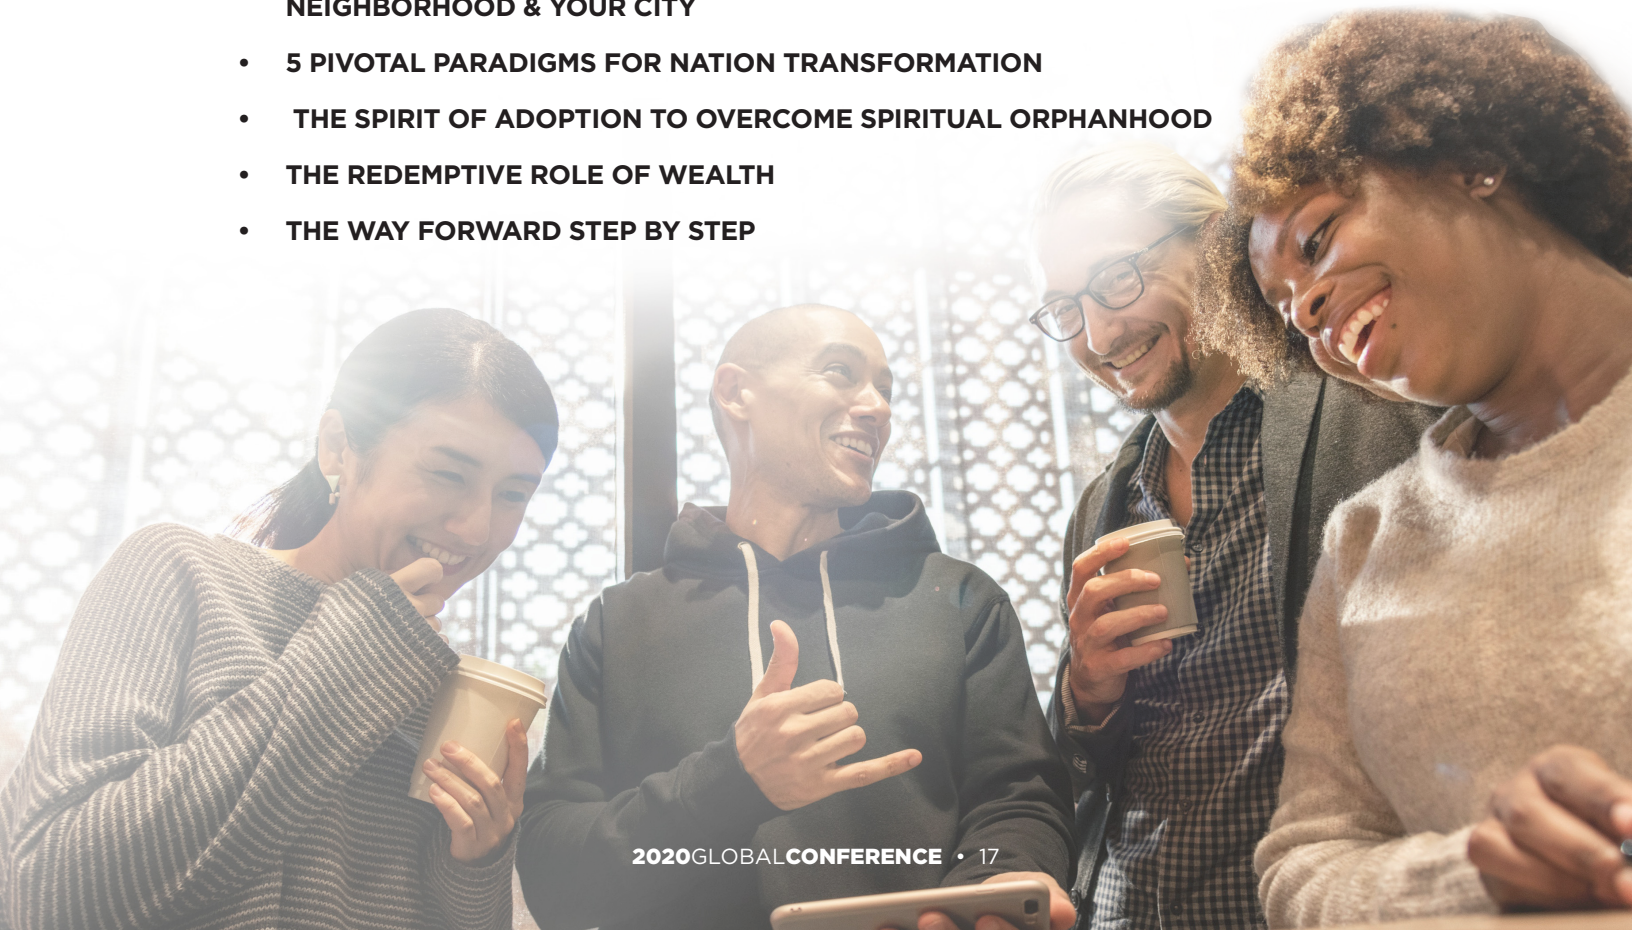 NEIGHBORHOOD & YOUR CITY
• 5 PIVOTAL PARADIGMS FOR NATION TRANSFORMATION
• THE SPIRIT OF ADOPTION TO OVERCOME SPIRITUAL ORPHANHOOD
• THE REDEMPTIVE ROLE OF WEALTH
• THE WAY FORWARD STEP BY STEP
2020GLOBALCONFERENCE • 17